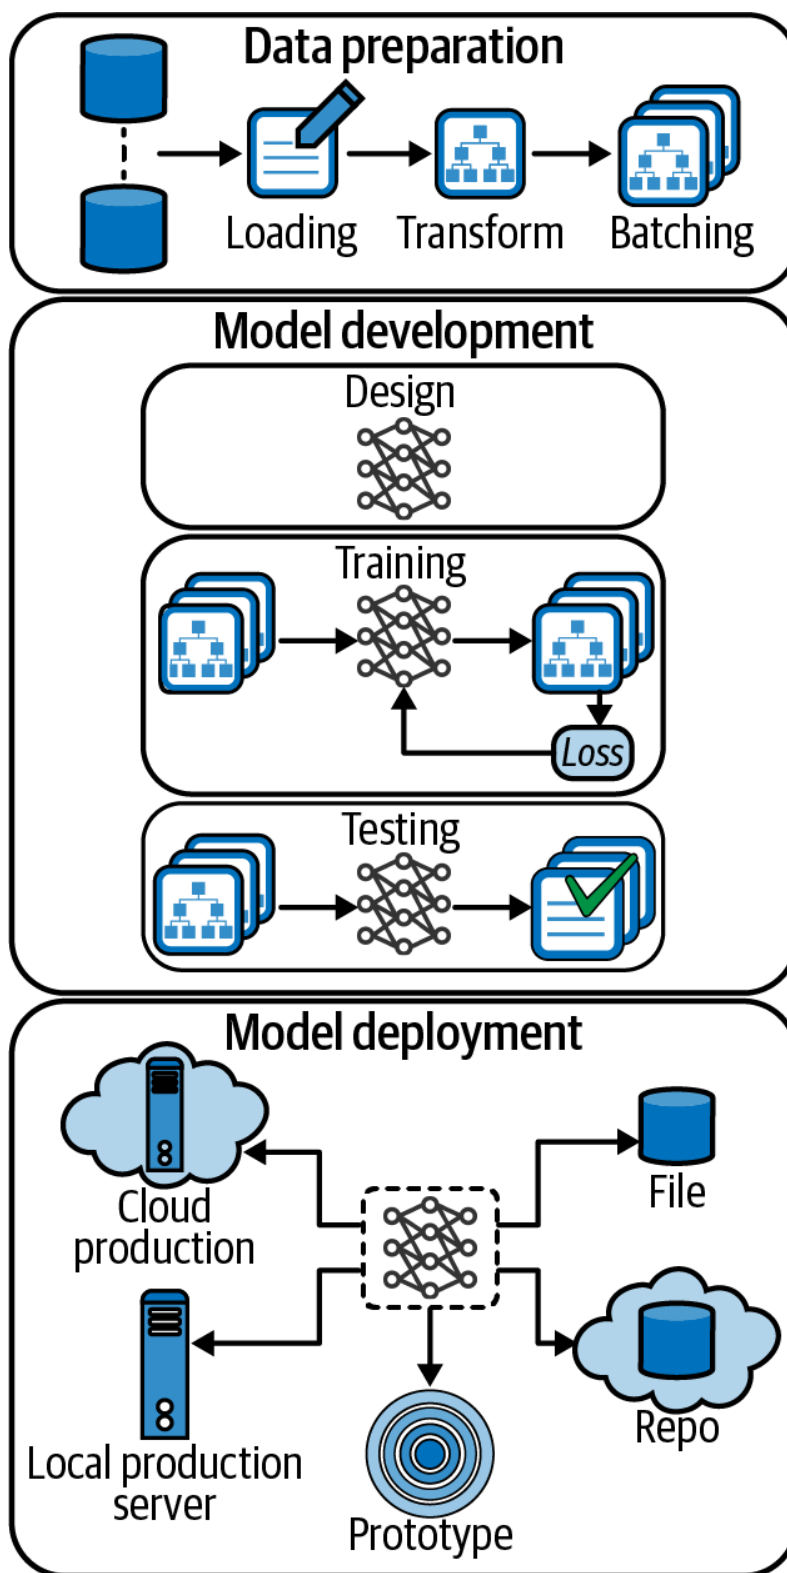 Data preparation
Loading
Transform
Batching
Model development
Design
Training
Loss
Testing
Model deployment
Cloud
production
File
Local production
server
Repo
Prototype